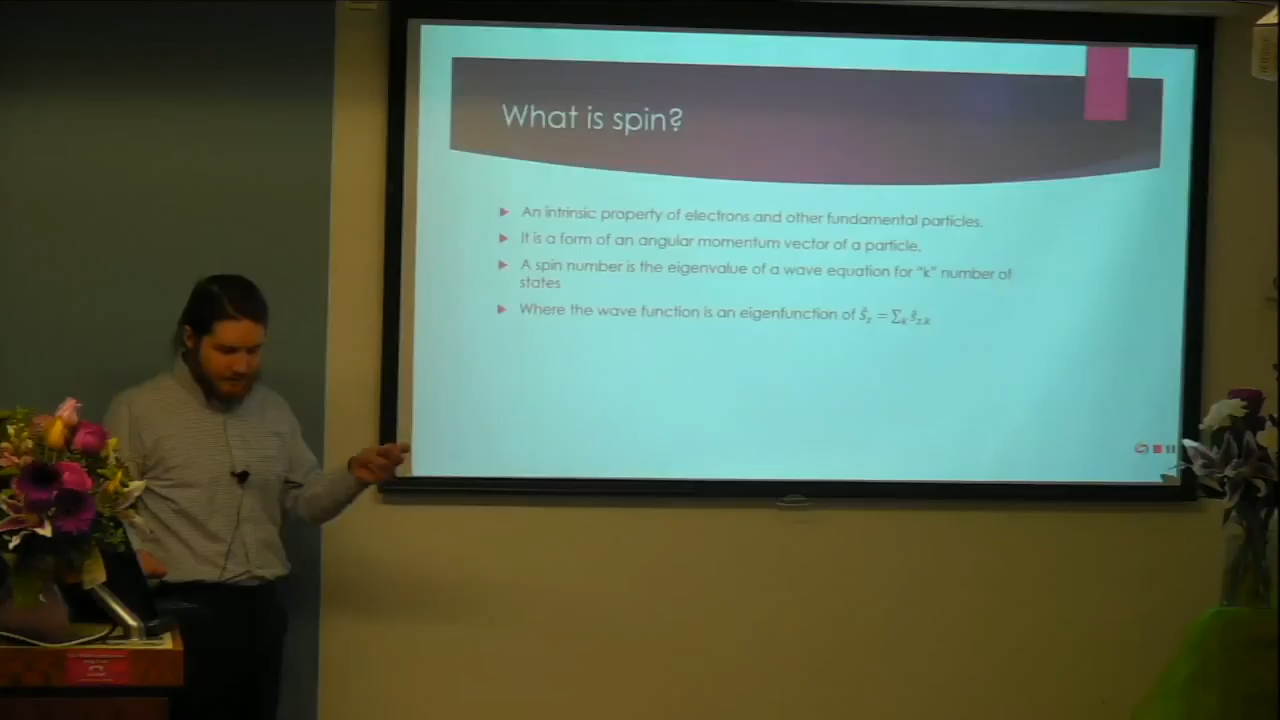 What is spin?
An intrinsic property of electrons and other fundamental particles.
It is a form of an angular momentum vector of a particle.
A spin number is the eigenvalue of a wave equation for "k" number of
states
Where the wave function is an eigenfunction of Ŝ_z = ∑_k ŝ_{z,k}